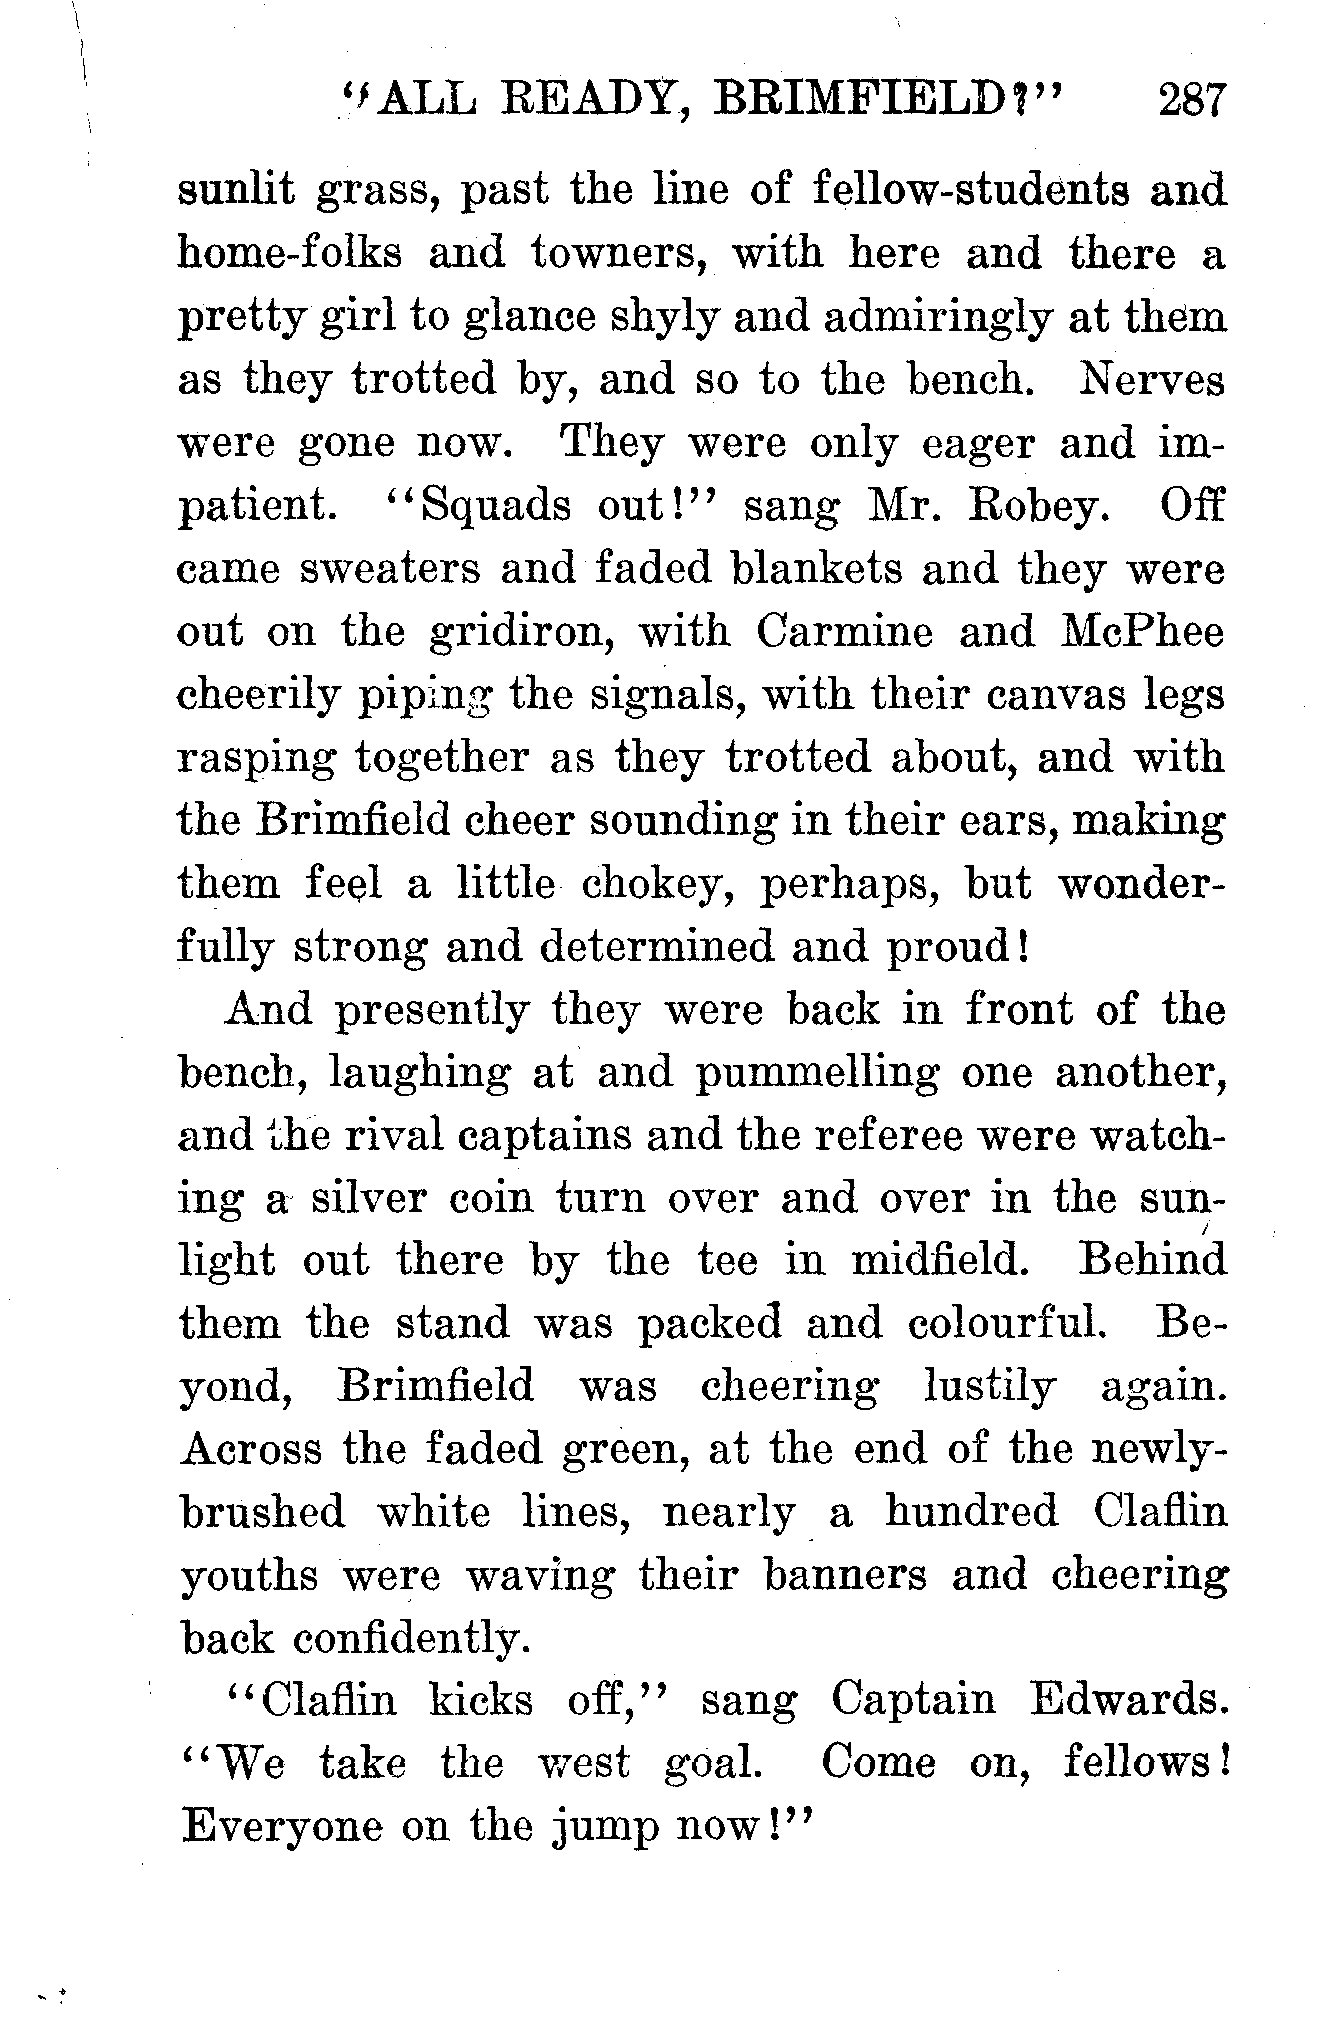 "ALL READY, BRIMFIELD?" 287
sunlit grass, past the line of fellow-students and
home-folks and towners, with here and there a
pretty girl to glance shyly and admiringly at them
as they trotted by, and so to the bench. Nerves
were gone now. They were only eager and im-
patient. "Squads out!" sang Mr. Robey. Off
came sweaters and faded blankets and they were
out on the gridiron, with Carmine and McPhee
cheerily piping the signals, with their canvas legs
rasping together as they trotted about, and with
the Brimfield cheer sounding in their ears, making
them feel a little chokey, perhaps, but wonder-
fully strong and determined and proud!
And presently they were back in front of the
bench, laughing at and pummelling one another,
and the rival captains and the referee were watch-
ing a silver coin turn over and over in the sun-
light out there by the tee in midfield. Behind
them the stand was packed and colourful. Be-
yond, Brimfield was cheering lustily again.
Across the faded green, at the end of the newly-
brushed white lines, nearly a hundred Claflin
youths were waving their banners and cheering
back confidently.
"Claflin kicks off," sang Captain Edwards.
"We take the west goal. Come on, fellows!
Everyone on the jump now!"